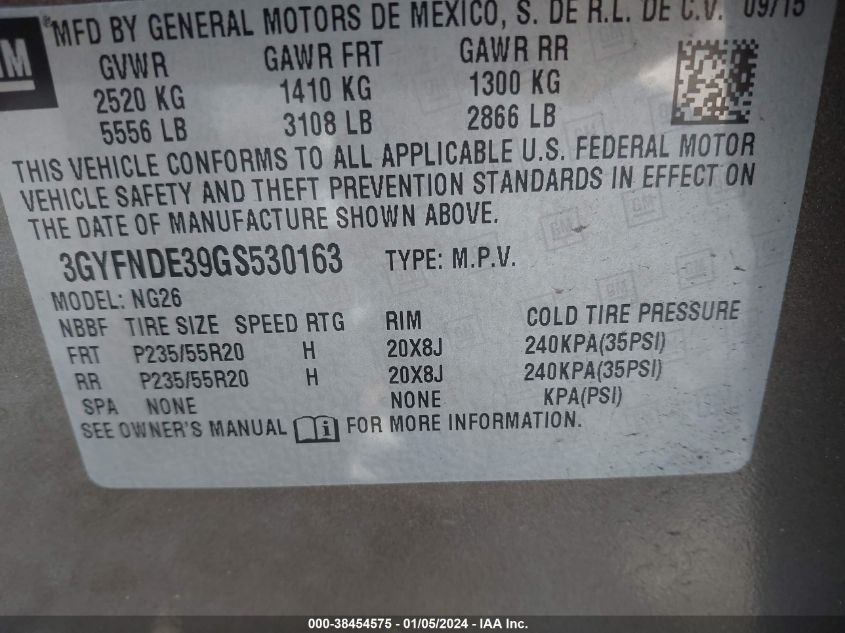 GM
®MFD BY GENERAL MOTORS DE MEXICO, S. DE R.L. DE C.V. 09/15
GVWR GAWR FRT GAWR RR
2520 KG 1410 KG 1300 KG
5556 LB 3108 LB 2866 LB
THIS VEHICLE CONFORMS TO ALL APPLICABLE U.S. FEDERAL MOTOR
VEHICLE SAFETY AND THEFT PREVENTION STANDARDS IN EFFECT ON
THE DATE OF MANUFACTURE SHOWN ABOVE.
3GYFNDE39GS530163 TYPE: M.P.V.
MODEL: NG26
NBBF TIRE SIZE SPEED RTG RIM COLD TIRE PRESSURE
FRT P235/55R20 H 20X8J 240KPA(35PSI)
RR P235/55R20 H 20X8J 240KPA(35PSI)
SPA NONE NONE KPA(PSI)
SEE OWNER'S MANUAL i FOR MORE INFORMATION.
000-38454575 - 01/05/2024 - IAA Inc.